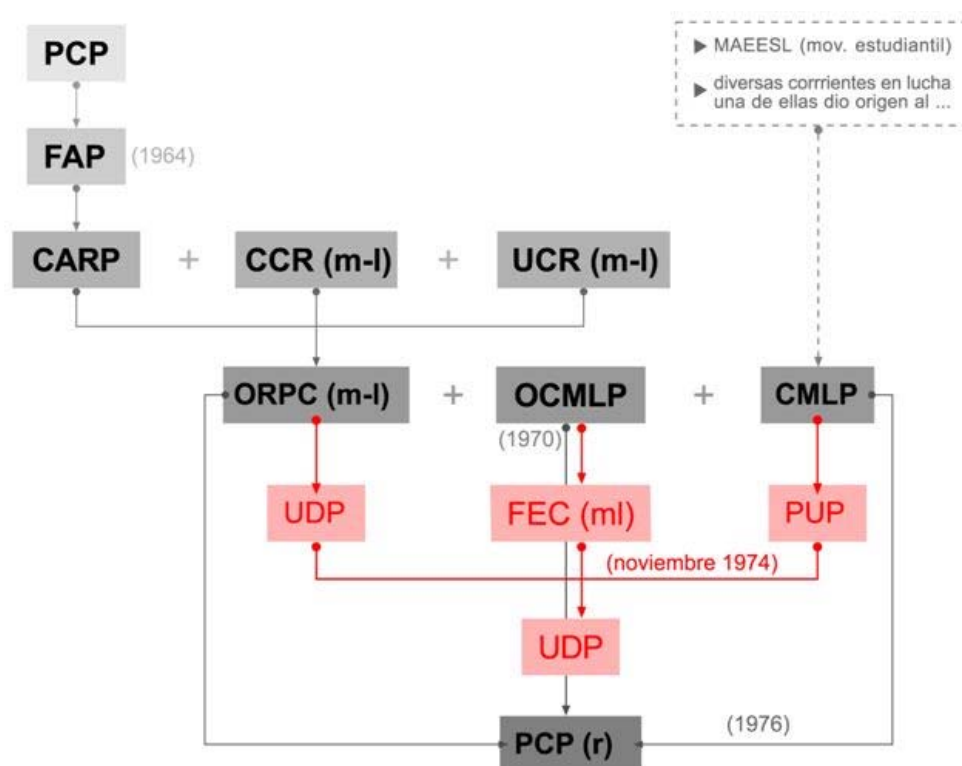 PCP
▶ MAEESL (mov. estudiantil)
▶ diversas corrrientes en lucha
una de ellas dio origen al ...
FAP (1964)
CARP + CCR (m-l) + UCR (m-l)
ORPC (m-l) + OCMLP + CMLP
(1970)
UDP FEC (ml) PUP
(noviembre 1974)
UDP
(1976)
PCP (r)